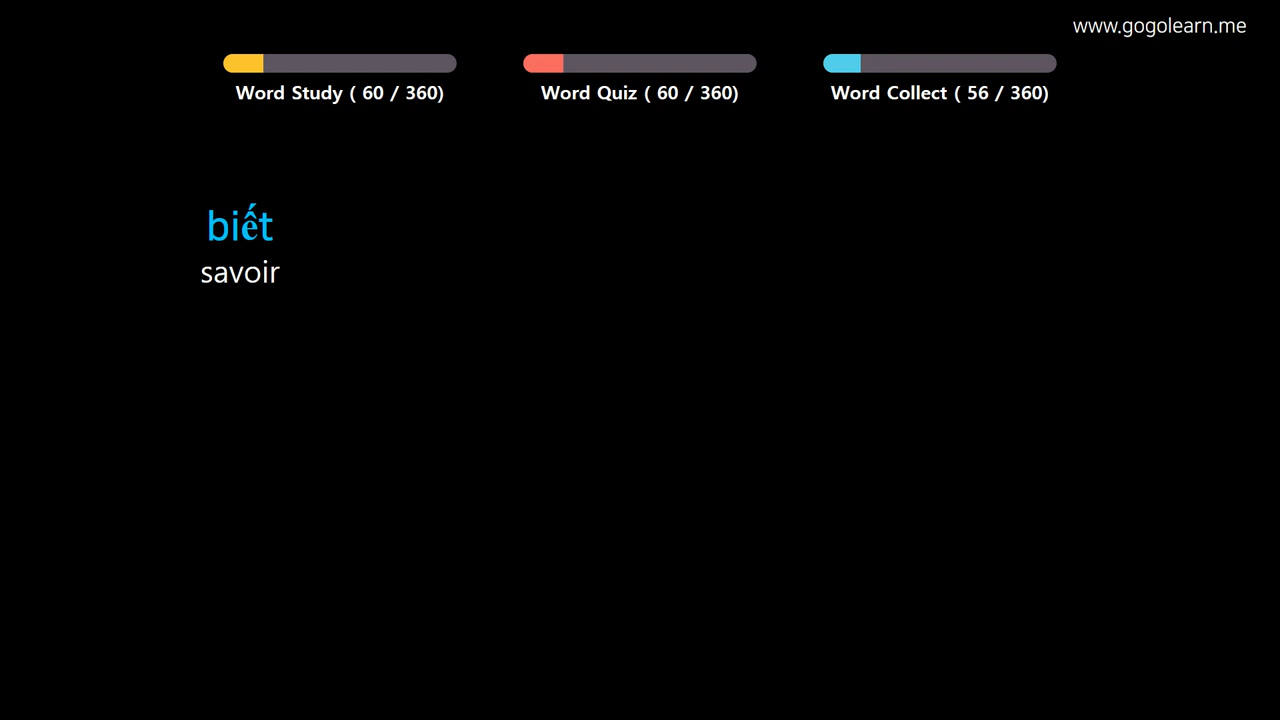 www.gogolearn.me
Word Study ( 60 / 360)
Word Quiz ( 60 / 360)
Word Collect ( 56 / 360)
biết
savoir